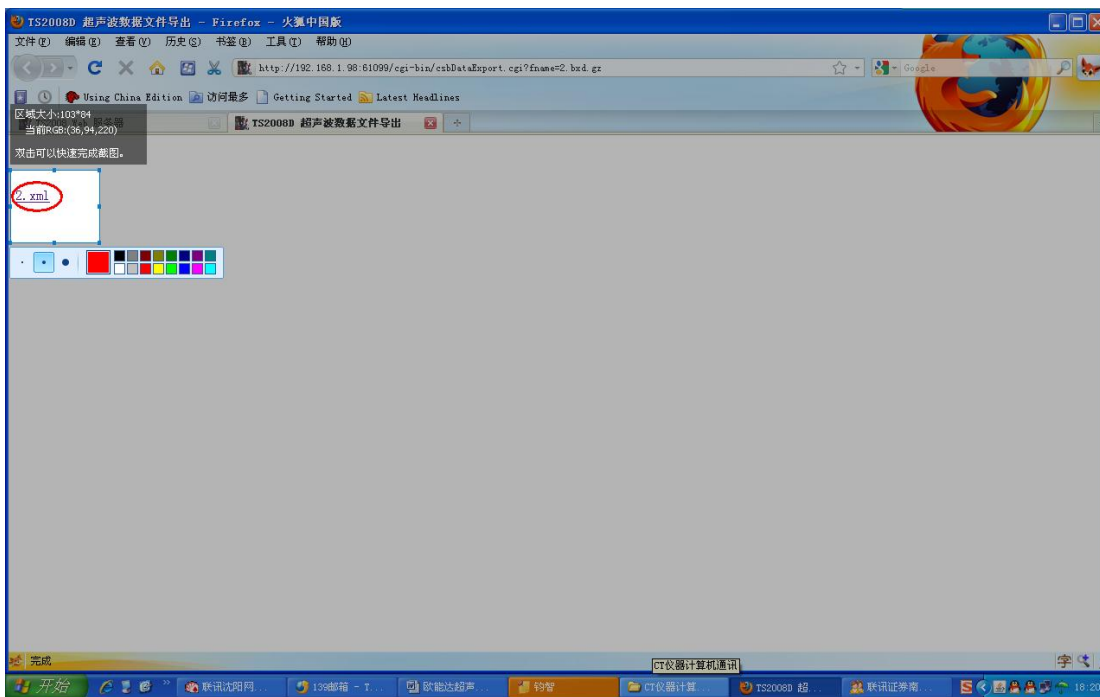 TS2008D 超声波数据文件导出 - Firefox - 火狐中国版
文件(F) 编辑(E) 查看(V) 历史(S) 书签(B) 工具(T) 帮助(H)
http://192.168.1.98:61099/cgi-bin/csbDataExport.cgi?fname=2.bxd.gz
Google
Using China Edition 访问最多 Getting Started Latest Headlines
区域大小:103*84
当前RGB:(36,94,220)
双击可以快速完成截图。
TS2008D 超声波数据文件导出
2.xml
完成
CT仪器计算机通讯
字
开始 联讯沈阳网... 139邮箱 - T... 欧能达超声... 钧智 CT仪器计算... TS2008D 超... 联讯证券南... 18:20